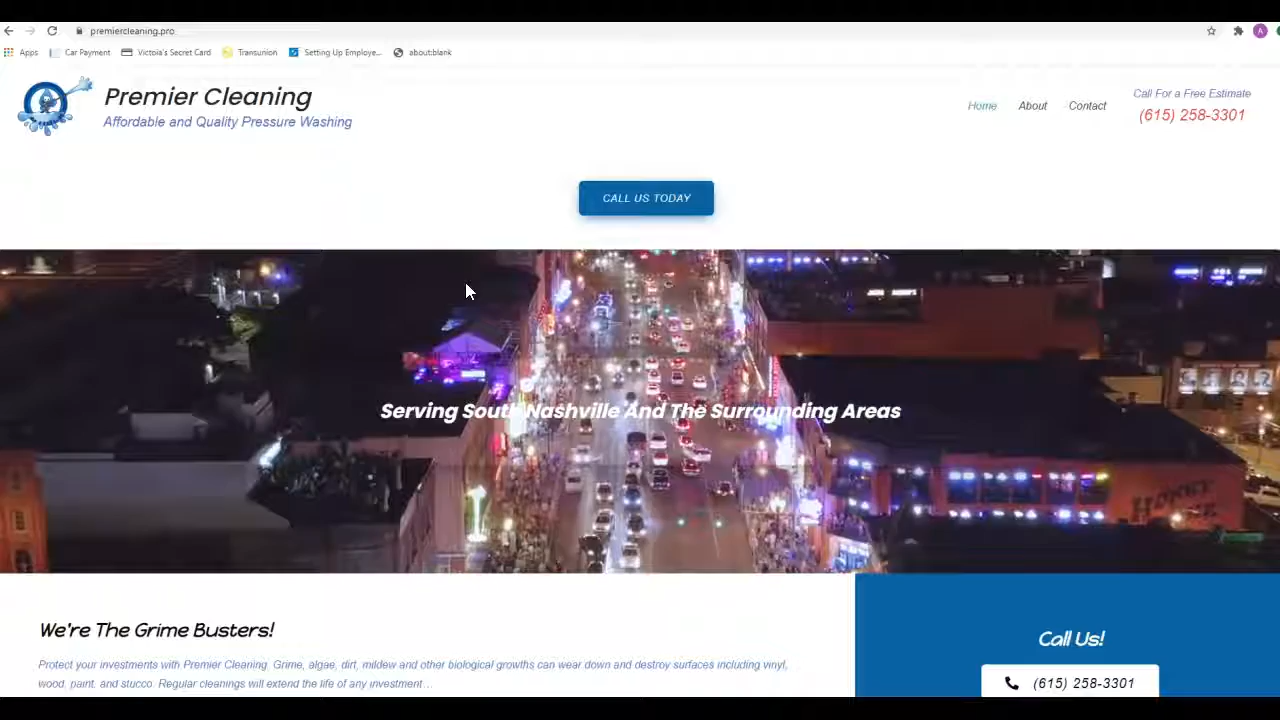 premiercleaning.pro
Apps
Car Payment
Victoia's Secret Card
Transunion
Setting Up Employe...
about:blank
A
Premier Cleaning
Affordable and Quality Pressure Washing
Home
About
Contact
Call For a Free Estimate
(615) 258-3301
CALL US TODAY
Serving South Nashville And The Surrounding Areas
We're The Grime Busters!
Protect your investments with Premier Cleaning. Grime, algae, dirt, mildew and other biological growths can wear down and destroy surfaces including vinyl,
wood, paint, and stucco. Regular cleanings will extend the life of any investment…
Call Us!
(615) 258-3301